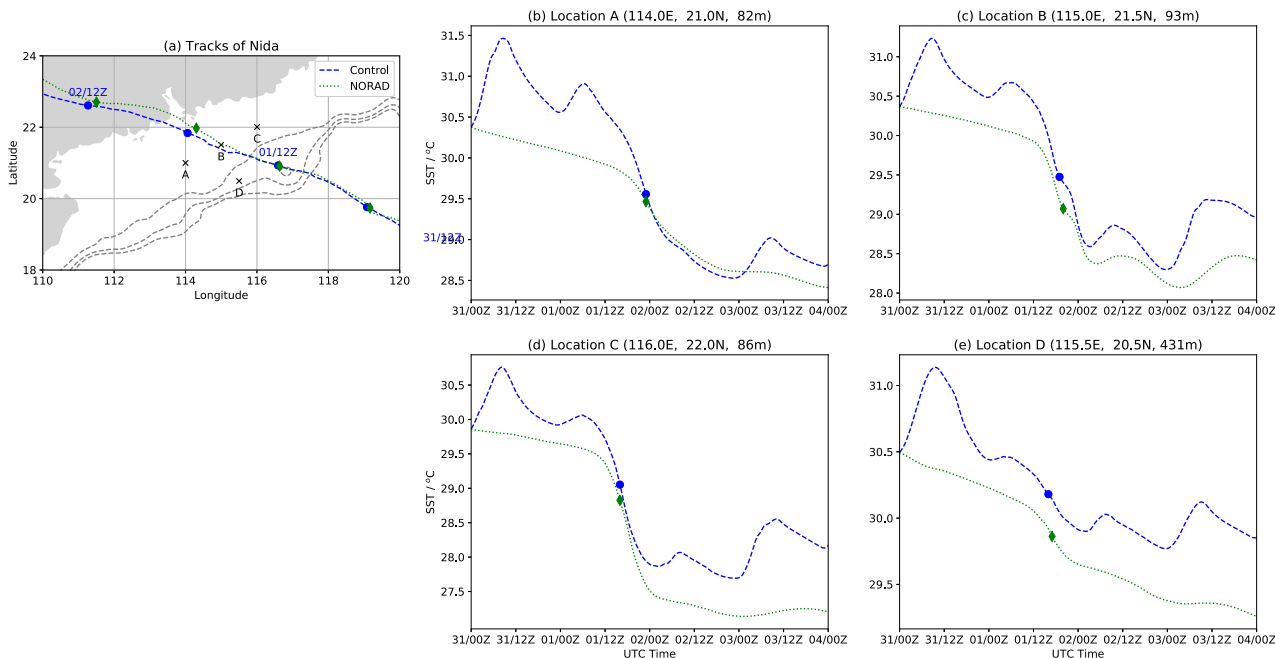 (a) Tracks of Nida
24
22
20
18
110
112
114
116
118
120
Latitude
Longitude
02/12Z
01/12Z
31/12Z
A
B
C
D
Control
NORAD
(b) Location A (114.0E, 21.0N, 82m)
SST / °C
31.5
31.0
30.5
30.0
29.5
29.0
28.5
31/00Z 31/12Z 01/00Z 01/12Z 02/00Z 02/12Z 03/00Z 03/12Z 04/00Z
(c) Location B (115.0E, 21.5N, 93m)
31.0
30.5
30.0
29.5
29.0
28.5
28.0
31/00Z 31/12Z 01/00Z 01/12Z 02/00Z 02/12Z 03/00Z 03/12Z 04/00Z
(d) Location C (116.0E, 22.0N, 86m)
SST / °C
30.5
30.0
29.5
29.0
28.5
28.0
27.5
31/00Z 31/12Z 01/00Z 01/12Z 02/00Z 02/12Z 03/00Z 03/12Z 04/00Z
UTC Time
(e) Location D (115.5E, 20.5N, 431m)
31.0
30.5
30.0
29.5
31/00Z 31/12Z 01/00Z 01/12Z 02/00Z 02/12Z 03/00Z 03/12Z 04/00Z
UTC Time